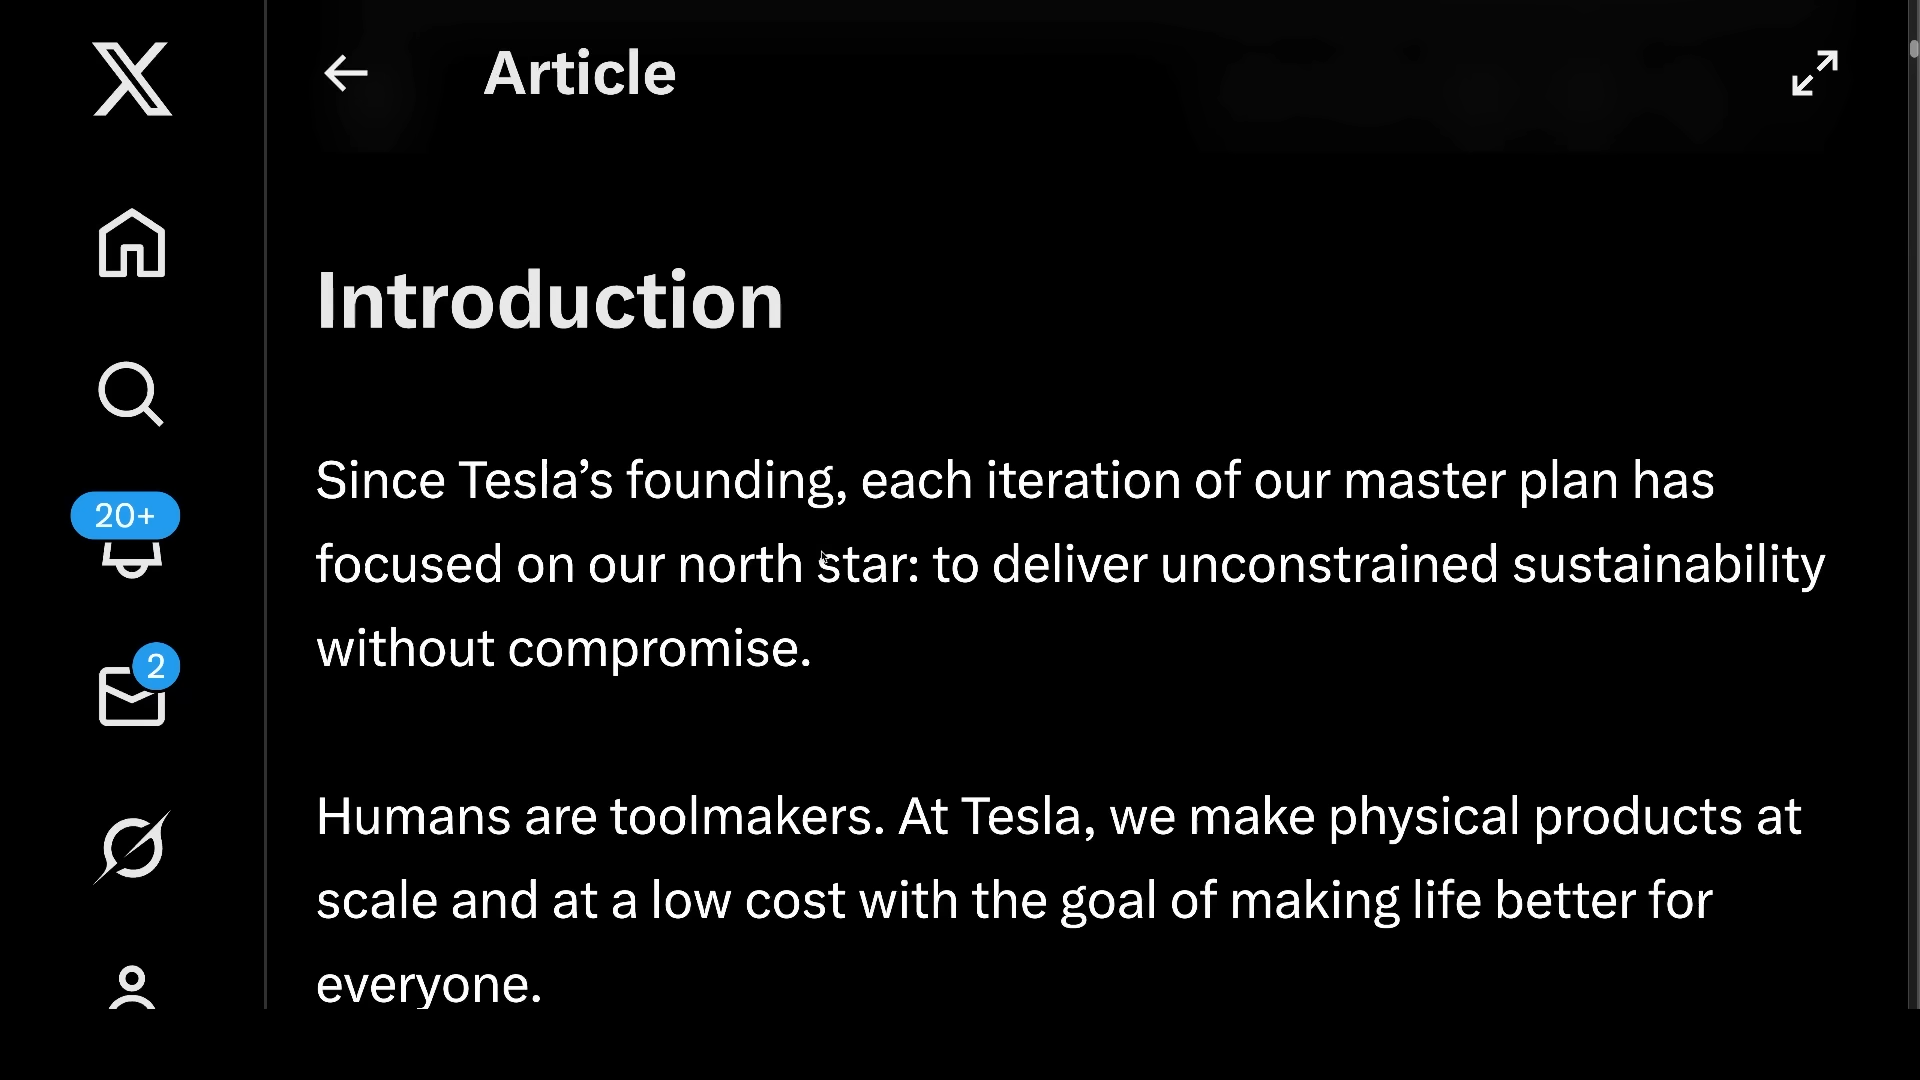 Article
Introduction
Since Tesla’s founding, each iteration of our master plan has
focused on our north star: to deliver unconstrained sustainability
without compromise.
Humans are toolmakers. At Tesla, we make physical products at
scale and at a low cost with the goal of making life better for
everyone.
20+
2